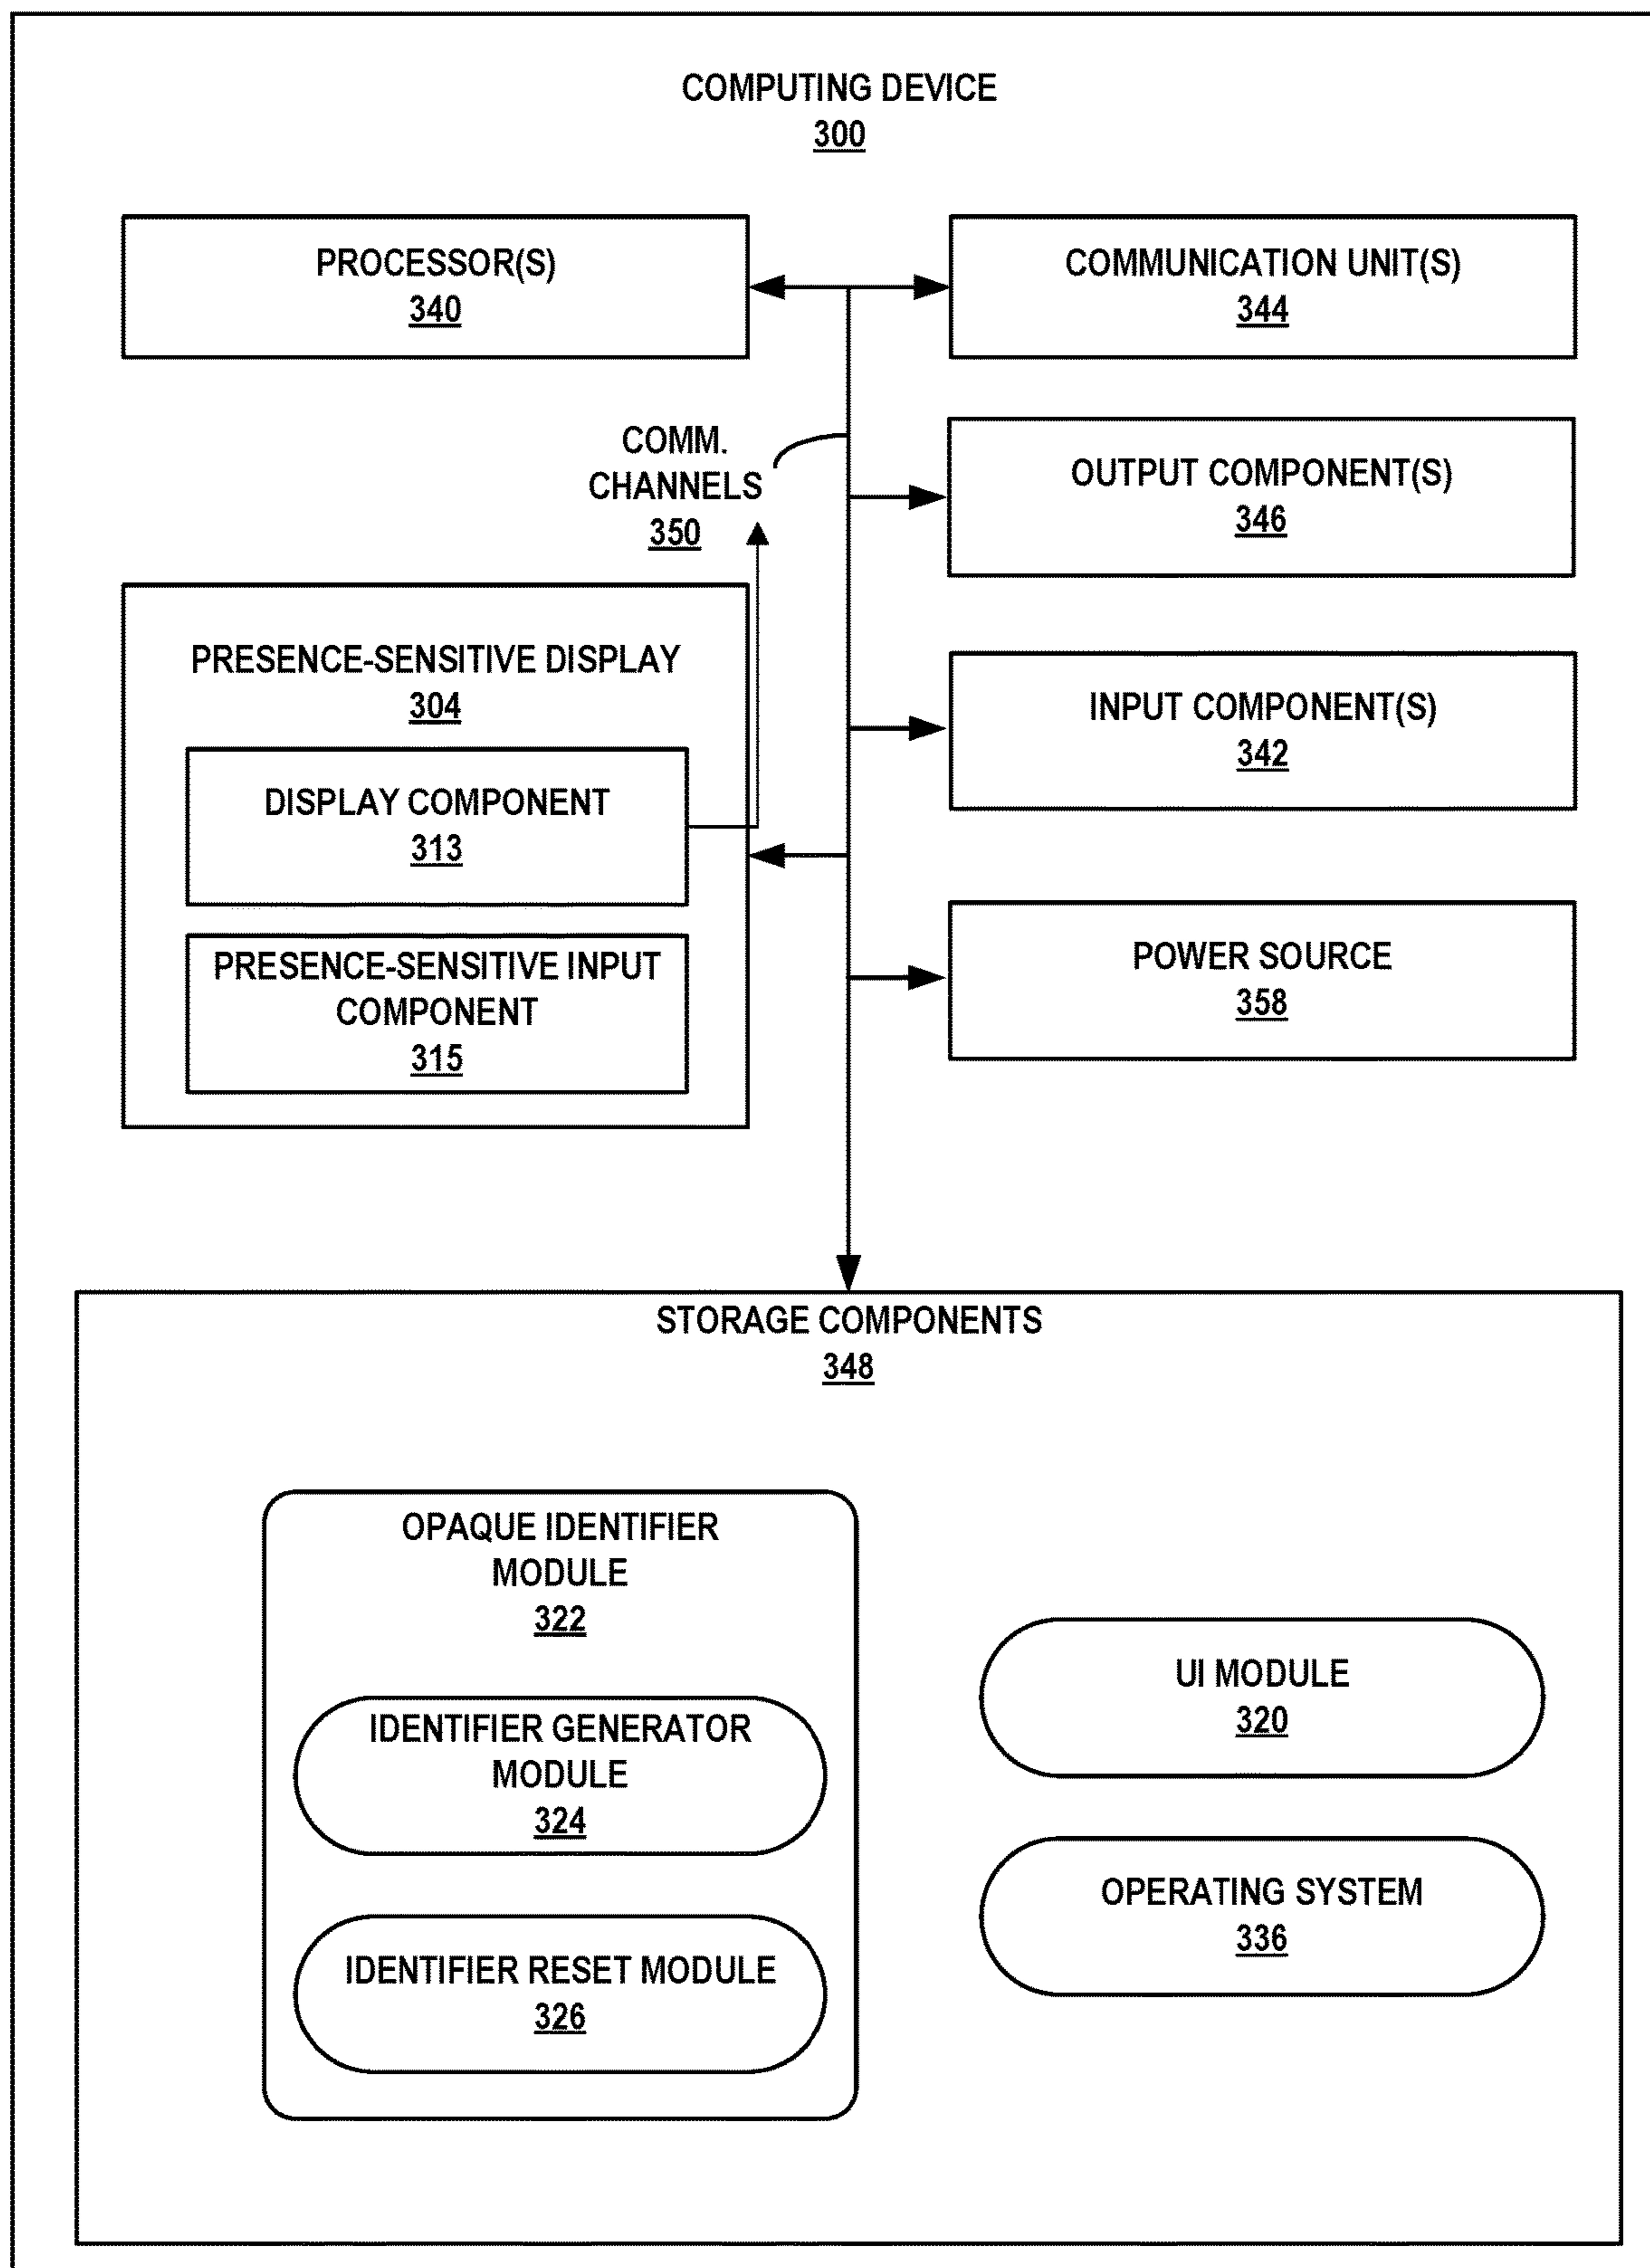 COMPUTING DEVICE
300
PROCESSOR(S)
340
COMMUNICATION UNIT(S)
344
COMM.
CHANNELS
350
OUTPUT COMPONENT(S)
346
PRESENCE-SENSITIVE DISPLAY
304
INPUT COMPONENT(S)
342
DISPLAY COMPONENT
313
PRESENCE-SENSITIVE INPUT
COMPONENT
315
POWER SOURCE
358
STORAGE COMPONENTS
348
OPAQUE IDENTIFIER
MODULE
322
IDENTIFIER GENERATOR
MODULE
324
IDENTIFIER RESET MODULE
326
UI MODULE
320
OPERATING SYSTEM
336